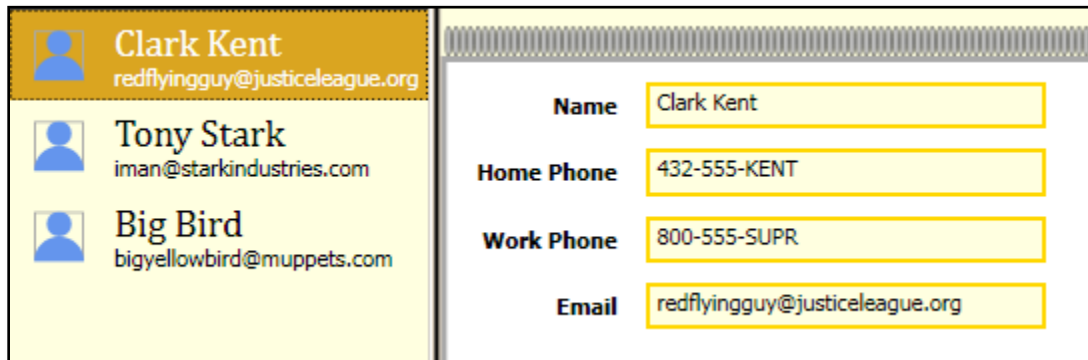 Clark Kent
redflyingguy@justiceleague.org
Tony Stark
iman@starkindustries.com
Big Bird
bigyellowbird@muppets.com
Name Clark Kent
Home Phone 432-555-KENT
Work Phone 800-555-SUPR
Email redflyingguy@justiceleague.org